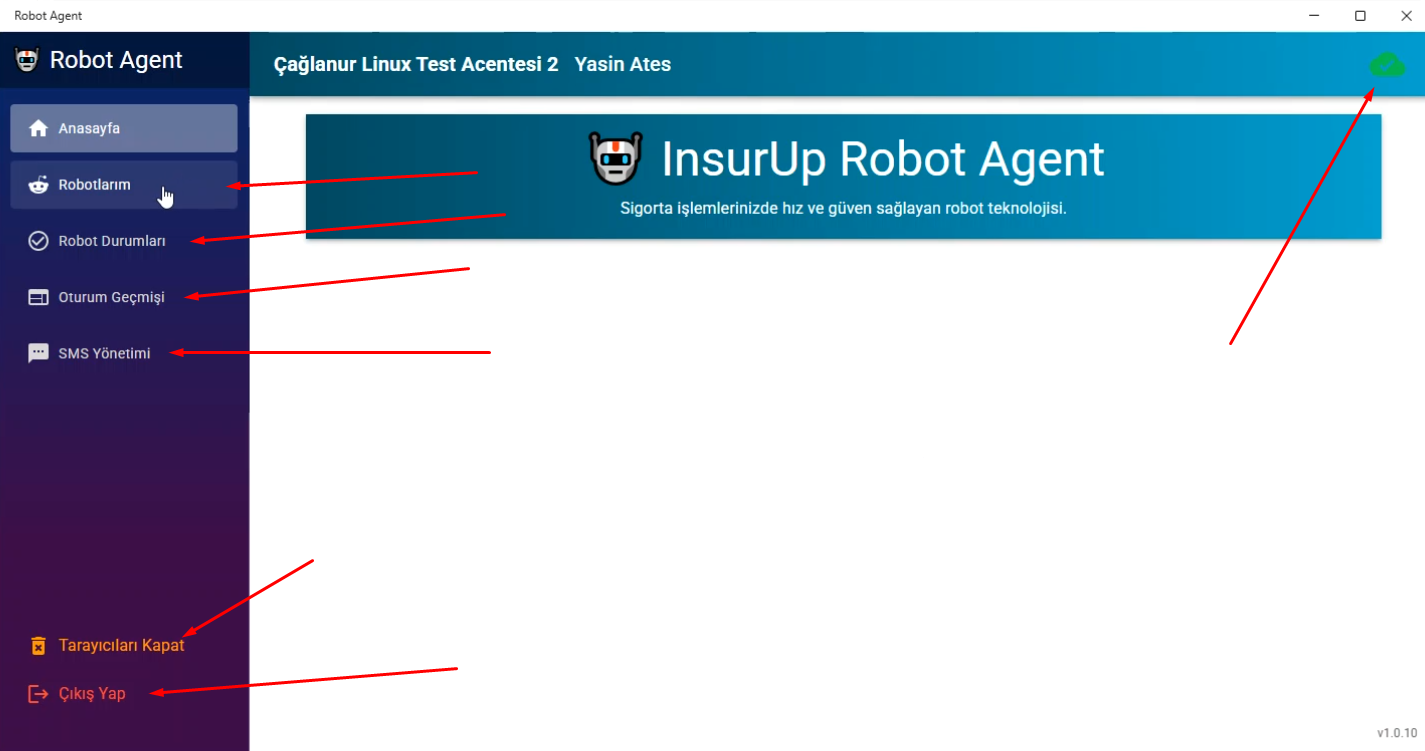 Robot Agent
Robot Agent
Çağlanur Linux Test Acentesi 2 Yasin Ates
Anasayfa
Robotlarım
Robot Durumları
Oturum Geçmişi
SMS Yönetimi
Tarayıcıları Kapat
Çıkış Yap
InsurUp Robot Agent
Sigorta işlemlerinizde hız ve güven sağlayan robot teknolojisi.
v1.0.10